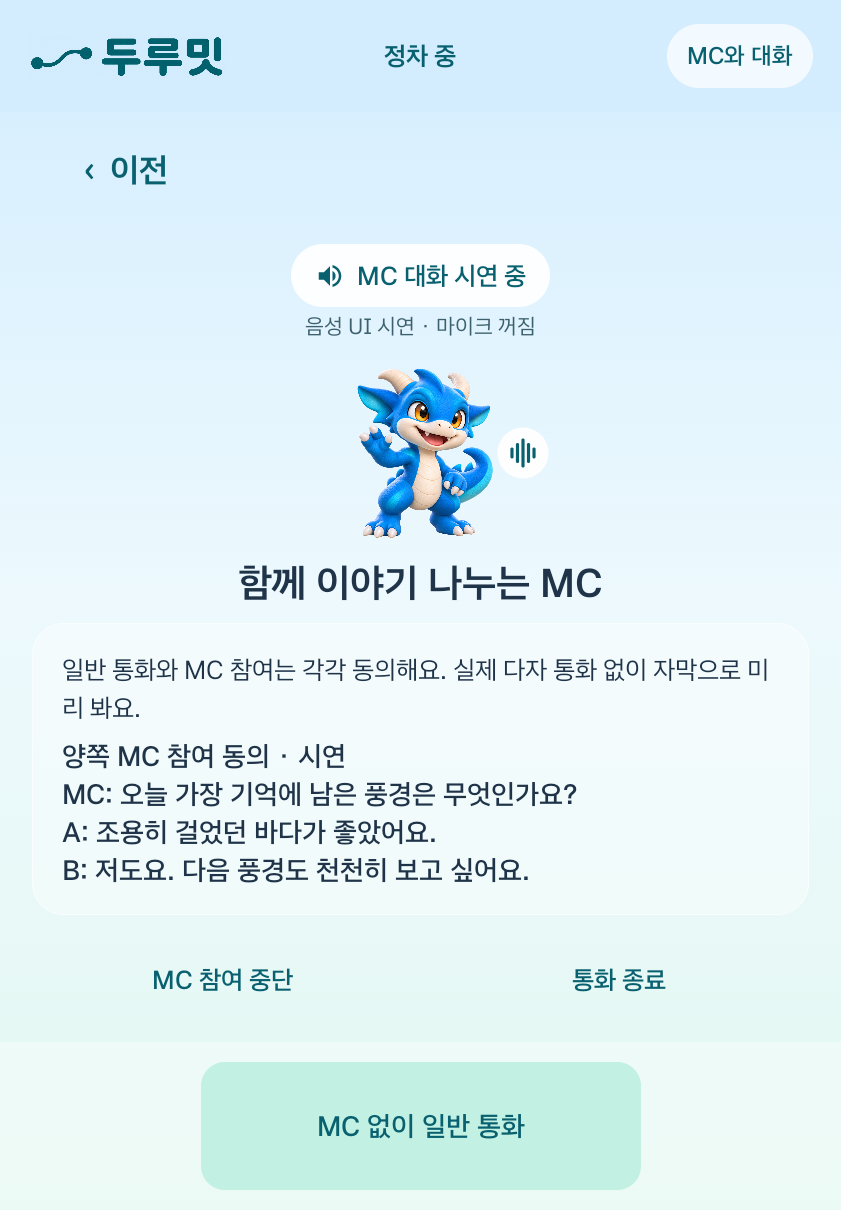 두루밋
정차 중
MC와 대화
‹ 이전
MC 대화 시연 중
음성 UI 시연 · 마이크 꺼짐
함께 이야기 나누는 MC
일반 통화와 MC 참여는 각각 동의해요. 실제 다자 통화 없이 자막으로 미
리 봐요.
양쪽 MC 참여 동의 · 시연
MC: 오늘 가장 기억에 남은 풍경은 무엇인가요?
A: 조용히 걸었던 바다가 좋았어요.
B: 저도요. 다음 풍경도 천천히 보고 싶어요.
MC 참여 중단
통화 종료
MC 없이 일반 통화